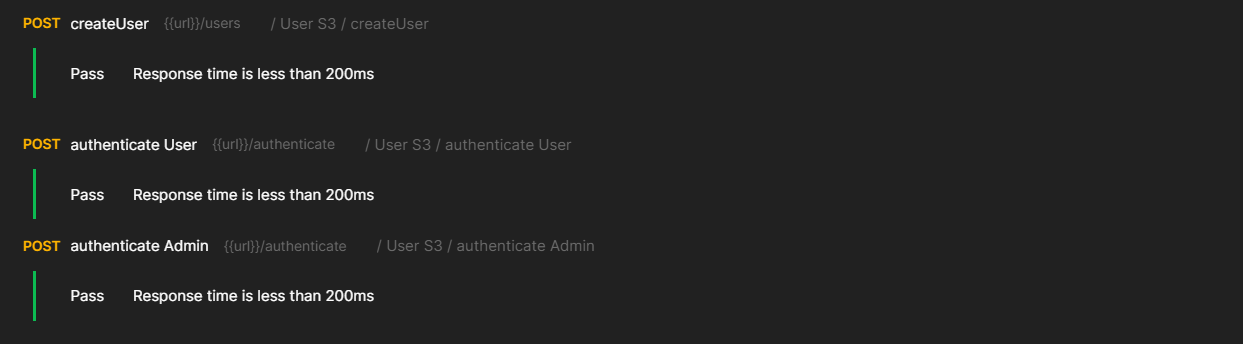 POST createUser {{url}}/users / User S3 / createUser
Pass Response time is less than 200ms
POST authenticate User {{url}}/authenticate / User S3 / authenticate User
Pass Response time is less than 200ms
POST authenticate Admin {{url}}/authenticate / User S3 / authenticate Admin
Pass Response time is less than 200ms